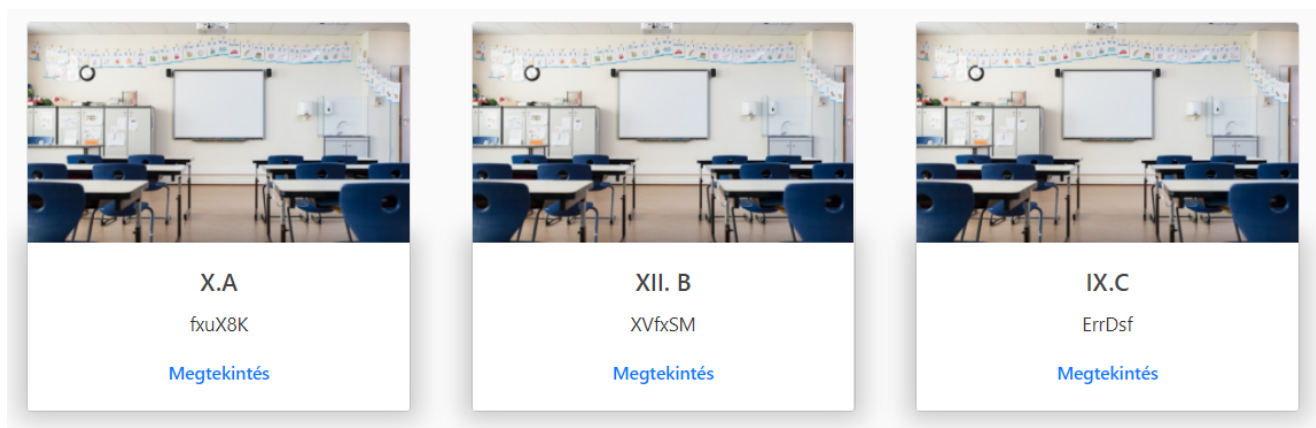 X.A
fxuX8K
Megtekintés
XII. B
XVfxSM
Megtekintés
IX.C
ErrDsf
Megtekintés